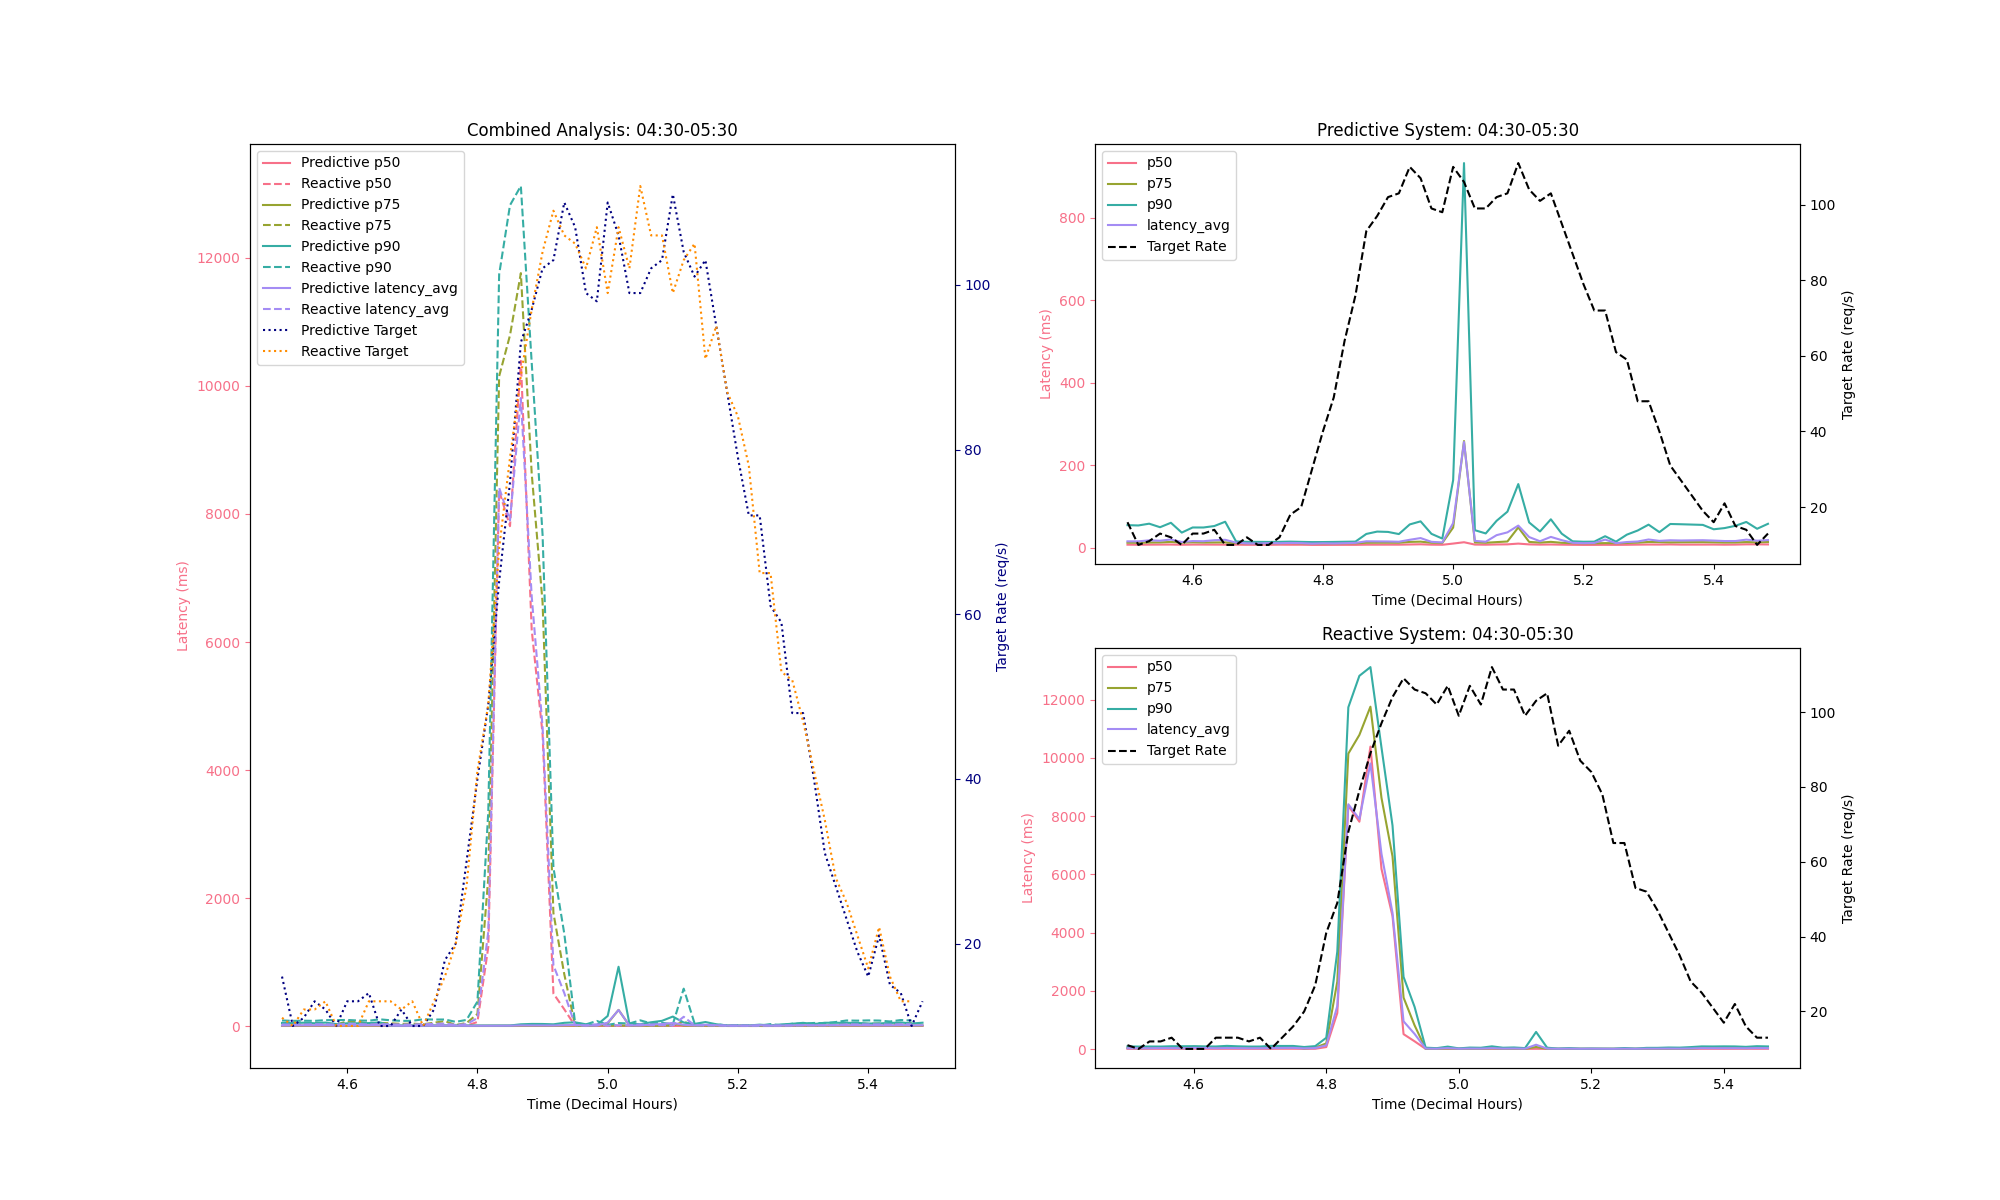 Combined Analysis: 04:30-05:30
Predictive p50
Reactive p50
Predictive p75
Reactive p75
Predictive p90
Reactive p90
Predictive latency_avg
Reactive latency_avg
Predictive Target
Reactive Target
12000
10000
8000
6000
4000
2000
0
Latency (ms)
100
80
60
40
20
Target Rate (req/s)
4.6
4.8
5.0
5.2
5.4
Time (Decimal Hours)
Predictive System: 04:30-05:30
p50
p75
p90
latency_avg
Target Rate
800
600
400
200
0
Latency (ms)
100
80
60
40
20
Target Rate (req/s)
4.6
4.8
5.0
5.2
5.4
Time (Decimal Hours)
Reactive System: 04:30-05:30
p50
p75
p90
latency_avg
Target Rate
12000
10000
8000
6000
4000
2000
0
Latency (ms)
100
80
60
40
20
Target Rate (req/s)
4.6
4.8
5.0
5.2
5.4
Time (Decimal Hours)